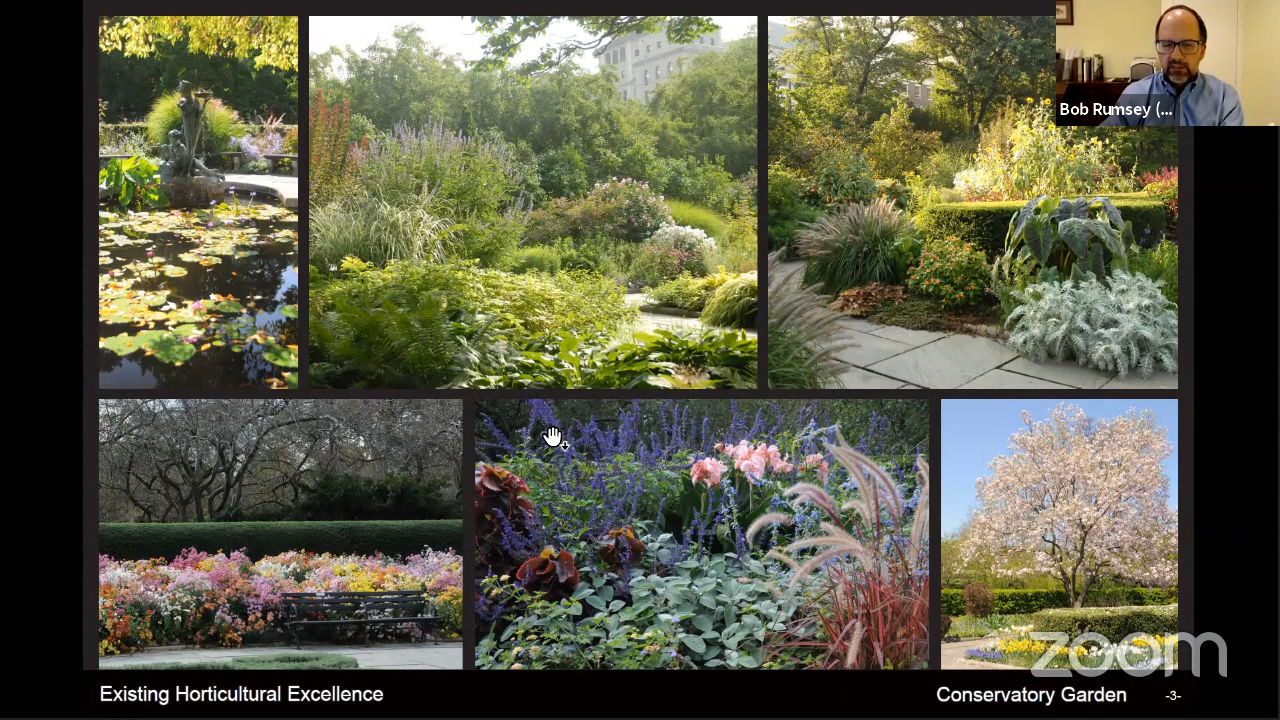 Bob Rumsey (...
zoom
Existing Horticultural Excellence
Conservatory Garden
-3-